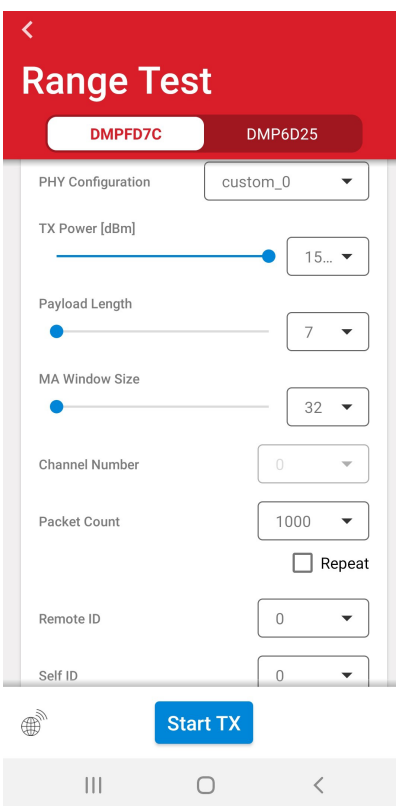 Range Test
DMPFD7C DMP6D25
PHY Configuration custom_0
TX Power [dBm]
15...
Payload Length
7
MA Window Size
32
Channel Number 0
Packet Count 1000
Repeat
Remote ID 0
Self ID 0
Start TX